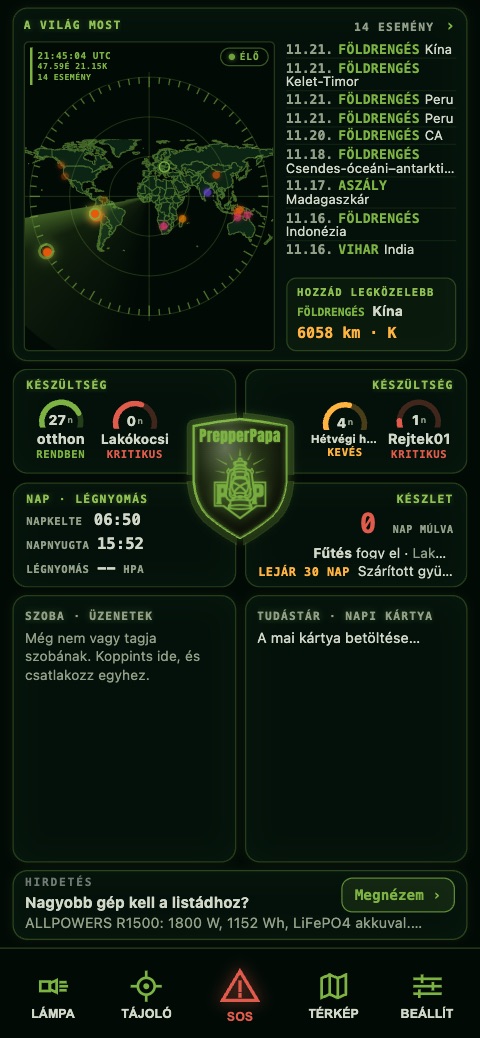 A VILÁG MOST
14 ESEMÉNY ›
21:45:04 UTC
47.59É 21.15K
14 ESEMÉNY
ÉLŐ
11.21. FÖLDRENGÉS Kína
11.21. FÖLDRENGÉS
Kelet-Timor
11.21. FÖLDRENGÉS Peru
11.21. FÖLDRENGÉS Peru
11.20. FÖLDRENGÉS CA
11.18. FÖLDRENGÉS
Csendes-óceáni–antarkti...
11.17. ASZÁLY
Madagaszkár
11.16. FÖLDRENGÉS
Indonézia
11.16. VIHAR India
HOZZÁD LEGKÖZELEBB
FÖLDRENGÉS Kína
6058 km · K
KÉSZÜLTSÉG
27 n
otthon
RENDBEN
0 n
Lakókocsi
KRITIKUS
PrepperPapa
P P
KÉSZÜLTSÉG
4 n
Hétvégi h...
KEVÉS
1 n
Rejtek01
KRITIKUS
NAP · LÉGNYOMÁS
NAPKELTE 06:50
NAPNYUGTA 15:52
LÉGNYOMÁS —— HPA
KÉSZLET
0 NAP MÚLVA
Fűtés fogy el · Lak...
LEJÁR 30 NAP Szárított gyü...
SZOBA · ÜZENETEK
Még nem vagy tagja
szobának. Koppints ide, és
csatlakozz egyhez.
TUDÁSTÁR · NAPI KÁRTYA
A mai kártya betöltése...
HIRDETÉS
Nagyobb gép kell a listádhoz?
ALLPOWERS R1500: 1800 W, 1152 Wh, LiFePO4 akkuval....
Megnézem ›
LÁMPA
TÁJOLÓ
SOS
TÉRKÉP
BEÁLLÍT